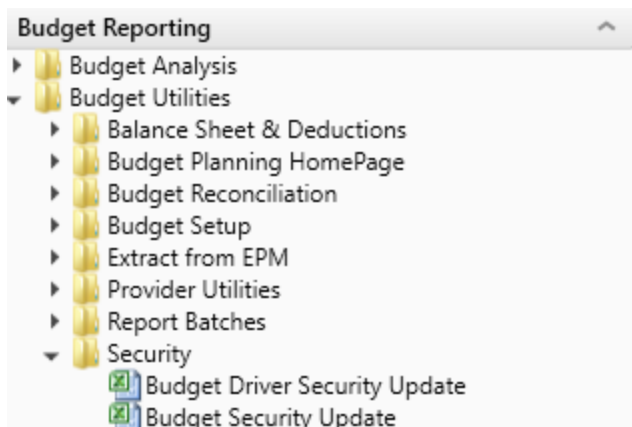 Budget Reporting
Budget Analysis
Budget Utilities
Balance Sheet & Deductions
Budget Planning HomePage
Budget Reconciliation
Budget Setup
Extract from EPM
Provider Utilities
Report Batches
Security
Budget Driver Security Update
Budget Security Update